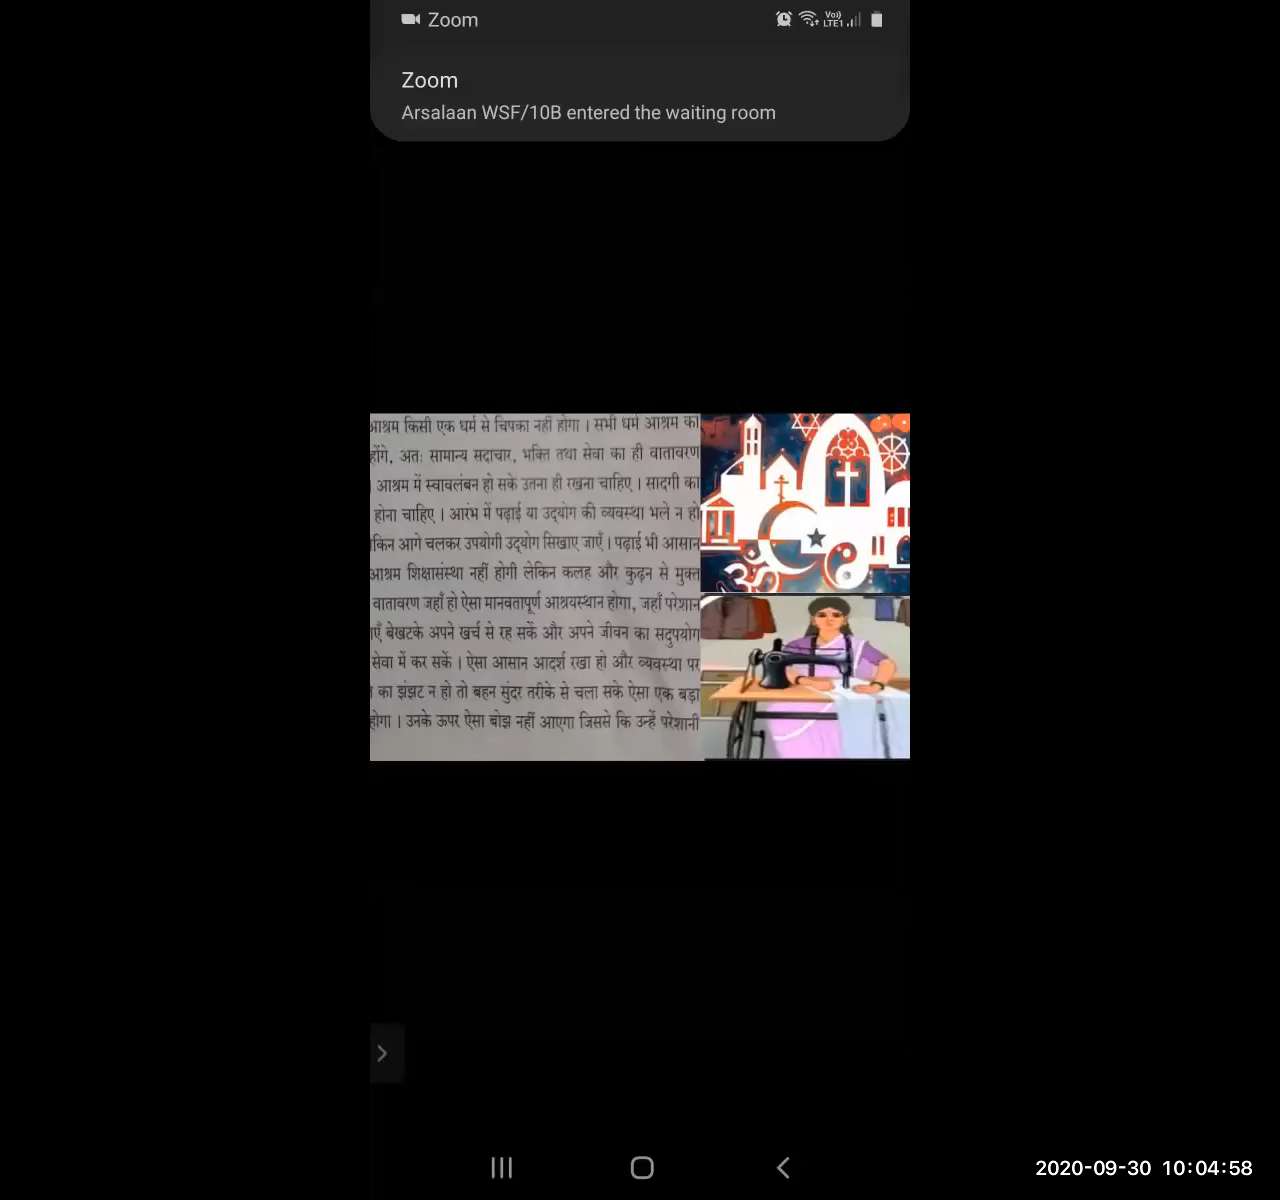 Zoom
Vo))
LTE1
Zoom
Arsalaan WSF/10B entered the waiting room
आश्रम किसी एक धर्म से चिपका नहीं होगा । सभी धर्म आश्रम को
होंगे, अतः सामान्य सदाचार, भक्ति तथा सेवा का ही वातावरण
आश्रम में स्वावलंबन हो सके उतना ही रखना चाहिए । सादगी का
होना चाहिए । आरंभ में पढ़ाई या उद्योग की व्यवस्था भले न हो
किन आगे चलकर उपयोगी उद्योग सिखाए जाएँ । पढ़ाई भी आसान
आश्रम शिक्षासंस्था नहीं होगी लेकिन कलह और कुढ़न से मुक्त
वातावरण जहाँ हो ऐसा मानवतापूर्ण आश्रयस्थान होगा, जहाँ परेशान
एँ बेखटके अपने खर्च से रह सकें और अपने जीवन का सदुपयोग
सेवा में कर सकें । ऐसा आसान आदर्श रखा हो और व्यवस्था पर
का झंझट न हो तो बहन सुंदर तरीके से चला सके ऐसा एक बड़ा
होगा । उनके ऊपर ऐसा बोझ नहीं आएगा जिससे कि उन्हें परेशानी
2020-09-30 10:04:58